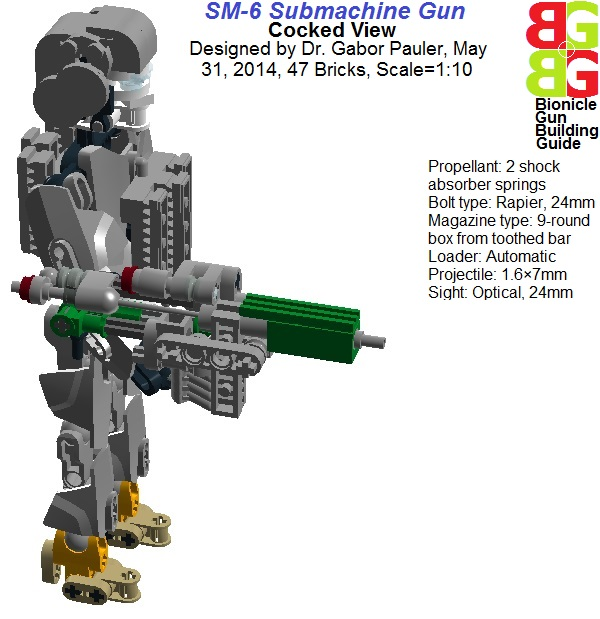 SM-6 Submachine Gun
Cocked View
Designed by Dr. Gabor Pauler, May
31, 2014, 47 Bricks, Scale=1:10
BG
BG
Bionicle
Gun
Building
Guide
Propellant: 2 shock
absorber springs
Bolt type: Rapier, 24mm
Magazine type: 9-round
box from toothed bar
Loader: Automatic
Projectile: 1.6×7mm
Sight: Optical, 24mm